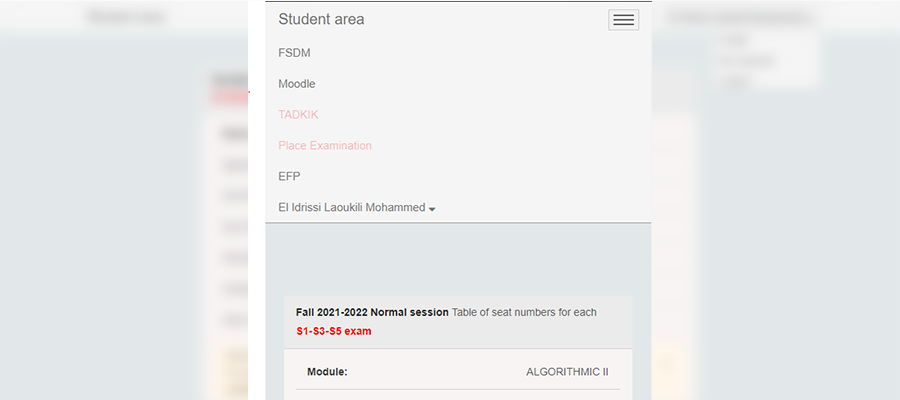 Student area
FSDM
Moodle
TADKIK
Place Examination
EFP
El Idrissi Laoukili Mohammed
Fall 2021-2022 Normal session Table of seat numbers for each
S1-S3-S5 exam
Module: ALGORITHMIC II